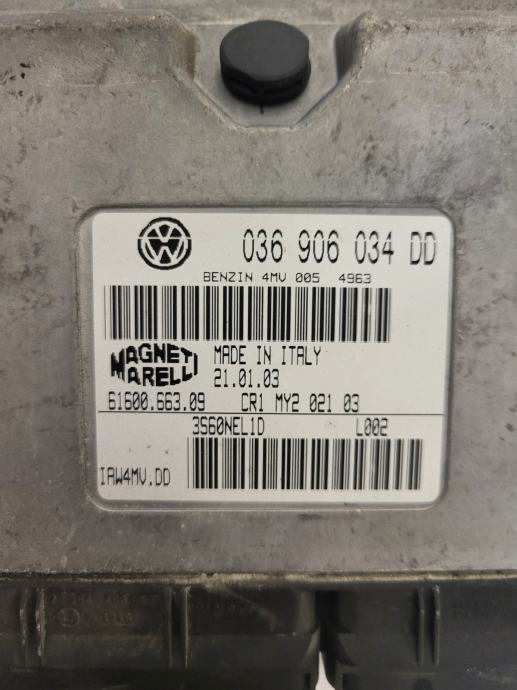 036 906 034 DD
BENZIN 4MV 005 4963
MAGNETI MARELLI
MADE IN ITALY
21.01.03
61600.663.09 CR1 MY2 021 03
3S60NEL1D L002
IAW4MV.DD